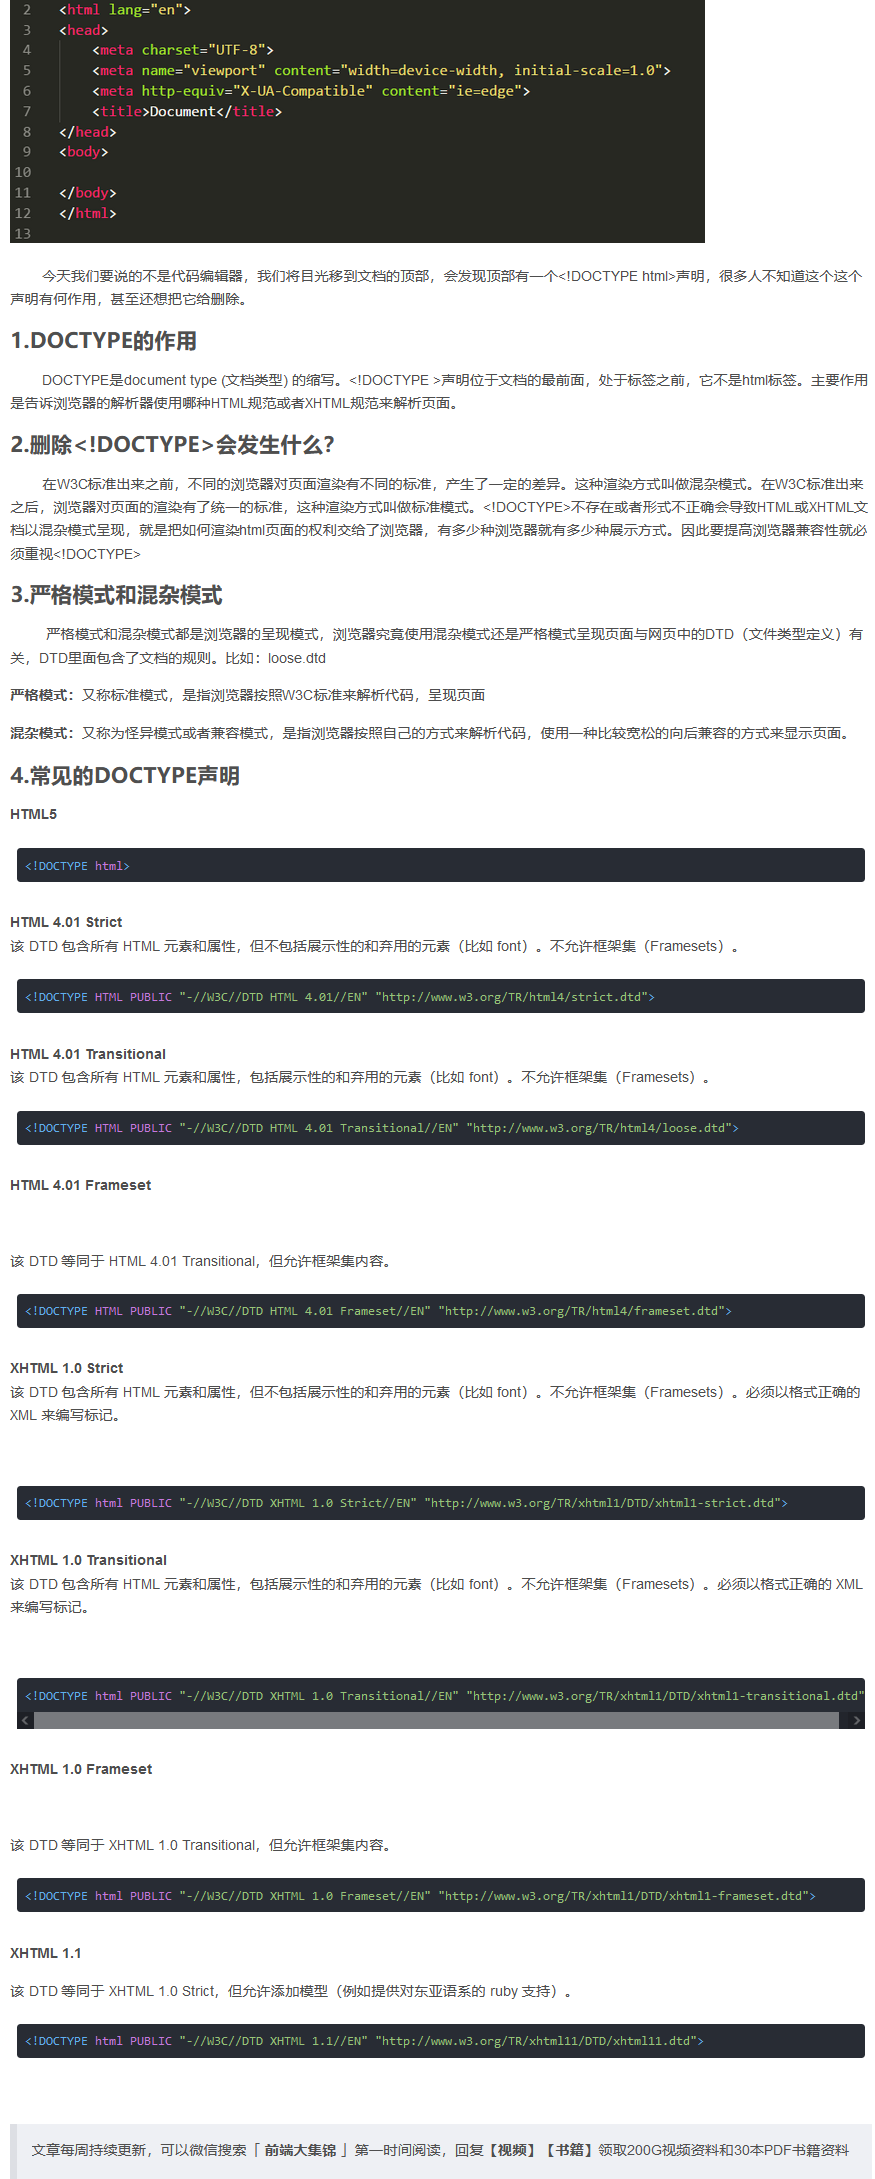 2 <html lang="en">
3 <head>
4 <meta charset="UTF-8">
5 <meta name="viewport" content="width=device-width, initial-scale=1.0">
6 <meta http-equiv="X-UA-Compatible" content="ie=edge">
7 <title>Document</title>
8 </head>
9 <body>
10
11 </body>
12 </html>
13
今天我们要说的不是代码编辑器，我们将目光移到文档的顶部，会发现顶部有一个<!DOCTYPE html>声明，很多人不知道这个这个
声明有何作用，甚至还想把它给删除。
1.DOCTYPE的作用
DOCTYPE是document type (文档类型) 的缩写。<!DOCTYPE >声明位于文档的最前面，处于标签之前，它不是html标签。主要作用
是告诉浏览器的解析器使用哪种HTML规范或者XHTML规范来解析页面。
2.删除<!DOCTYPE>会发生什么?
在W3C标准出来之前，不同的浏览器对页面渲染有不同的标准，产生了一定的差异。这种渲染方式叫做混杂模式。在W3C标准出来
之后，浏览器对页面的渲染有了统一的标准，这种渲染方式叫做标准模式。<!DOCTYPE>不存在或者形式不正确会导致HTML或XHTML文
档以混杂模式呈现，就是把如何渲染html页面的权利交给了浏览器，有多少种浏览器就有多少种展示方式。因此要提高浏览器兼容性就必
须重视<!DOCTYPE>
3.严格模式和混杂模式
严格模式和混杂模式都是浏览器的呈现模式，浏览器究竟使用混杂模式还是严格模式呈现页面与网页中的DTD（文件类型定义）有
关，DTD里面包含了文档的规则。比如：loose.dtd
严格模式：又称标准模式，是指浏览器按照W3C标准来解析代码，呈现页面
混杂模式：又称为怪异模式或者兼容模式，是指浏览器按照自己的方式来解析代码，使用一种比较宽松的向后兼容的方式来显示页面。
4.常见的DOCTYPE声明
HTML5
<!DOCTYPE html>
HTML 4.01 Strict
该 DTD 包含所有 HTML 元素和属性，但不包括展示性的和弃用的元素（比如 font）。不允许框架集（Framesets）。
<!DOCTYPE HTML PUBLIC "-//W3C//DTD HTML 4.01//EN" "http://www.w3.org/TR/html4/strict.dtd">
HTML 4.01 Transitional
该 DTD 包含所有 HTML 元素和属性，包括展示性的和弃用的元素（比如 font）。不允许框架集（Framesets）。
<!DOCTYPE HTML PUBLIC "-//W3C//DTD HTML 4.01 Transitional//EN" "http://www.w3.org/TR/html4/loose.dtd">
HTML 4.01 Frameset
该 DTD 等同于 HTML 4.01 Transitional，但允许框架集内容。
<!DOCTYPE HTML PUBLIC "-//W3C//DTD HTML 4.01 Frameset//EN" "http://www.w3.org/TR/html4/frameset.dtd">
XHTML 1.0 Strict
该 DTD 包含所有 HTML 元素和属性，但不包括展示性的和弃用的元素（比如 font）。不允许框架集（Framesets）。必须以格式正确的
XML 来编写标记。
<!DOCTYPE html PUBLIC "-//W3C//DTD XHTML 1.0 Strict//EN" "http://www.w3.org/TR/xhtml1/DTD/xhtml1-strict.dtd">
XHTML 1.0 Transitional
该 DTD 包含所有 HTML 元素和属性，包括展示性的和弃用的元素（比如 font）。不允许框架集（Framesets）。必须以格式正确的 XML
来编写标记。
<!DOCTYPE html PUBLIC "-//W3C//DTD XHTML 1.0 Transitional//EN" "http://www.w3.org/TR/xhtml1/DTD/xhtml1-transitional.dtd"
XHTML 1.0 Frameset
该 DTD 等同于 XHTML 1.0 Transitional，但允许框架集内容。
<!DOCTYPE html PUBLIC "-//W3C//DTD XHTML 1.0 Frameset//EN" "http://www.w3.org/TR/xhtml1/DTD/xhtml1-frameset.dtd">
XHTML 1.1
该 DTD 等同于 XHTML 1.0 Strict，但允许添加模型（例如提供对东亚语系的 ruby 支持）。
<!DOCTYPE html PUBLIC "-//W3C//DTD XHTML 1.1//EN" "http://www.w3.org/TR/xhtml11/DTD/xhtml11.dtd">
文章每周持续更新，可以微信搜索「 前端大集锦 」第一时间阅读，回复【视频】【书籍】领取200G视频资料和30本PDF书籍资料